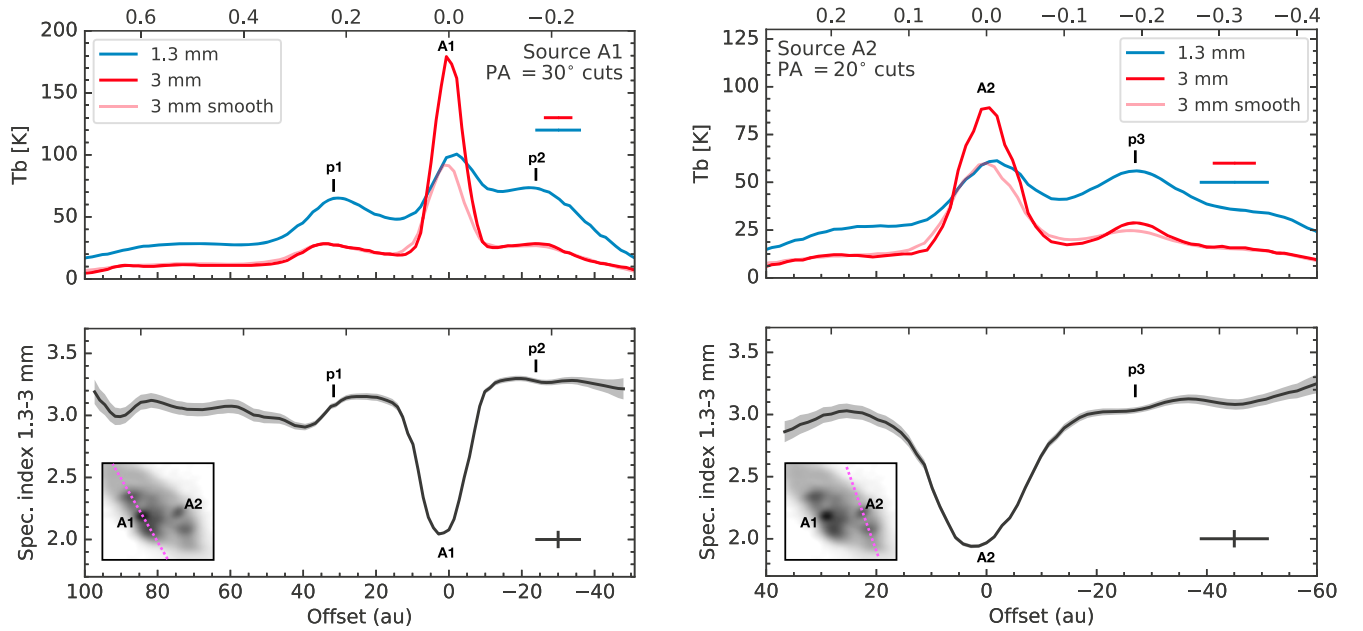 0.6 0.4 0.2 0.0 −0.2
200
150
100
50
0
Tb [K]
1.3 mm
3 mm
3 mm smooth
Source A1
PA = 30° cuts
A1
p1
p2
0.2 0.1 0.0 −0.1 −0.2 −0.3 −0.4
125
100
75
50
25
0
Tb [K]
Source A2
PA = 20° cuts
1.3 mm
3 mm
3 mm smooth
A2
p3
3.5
3.0
2.5
2.0
Spec. index 1.3-3 mm
p1
p2
A1
A1
A2
100 80 60 40 20 0 −20 −40
Offset (au)
3.5
3.0
2.5
2.0
Spec. index 1.3-3 mm
p3
A2
A1
A2
40 20 0 −20 −40 −60
Offset (au)